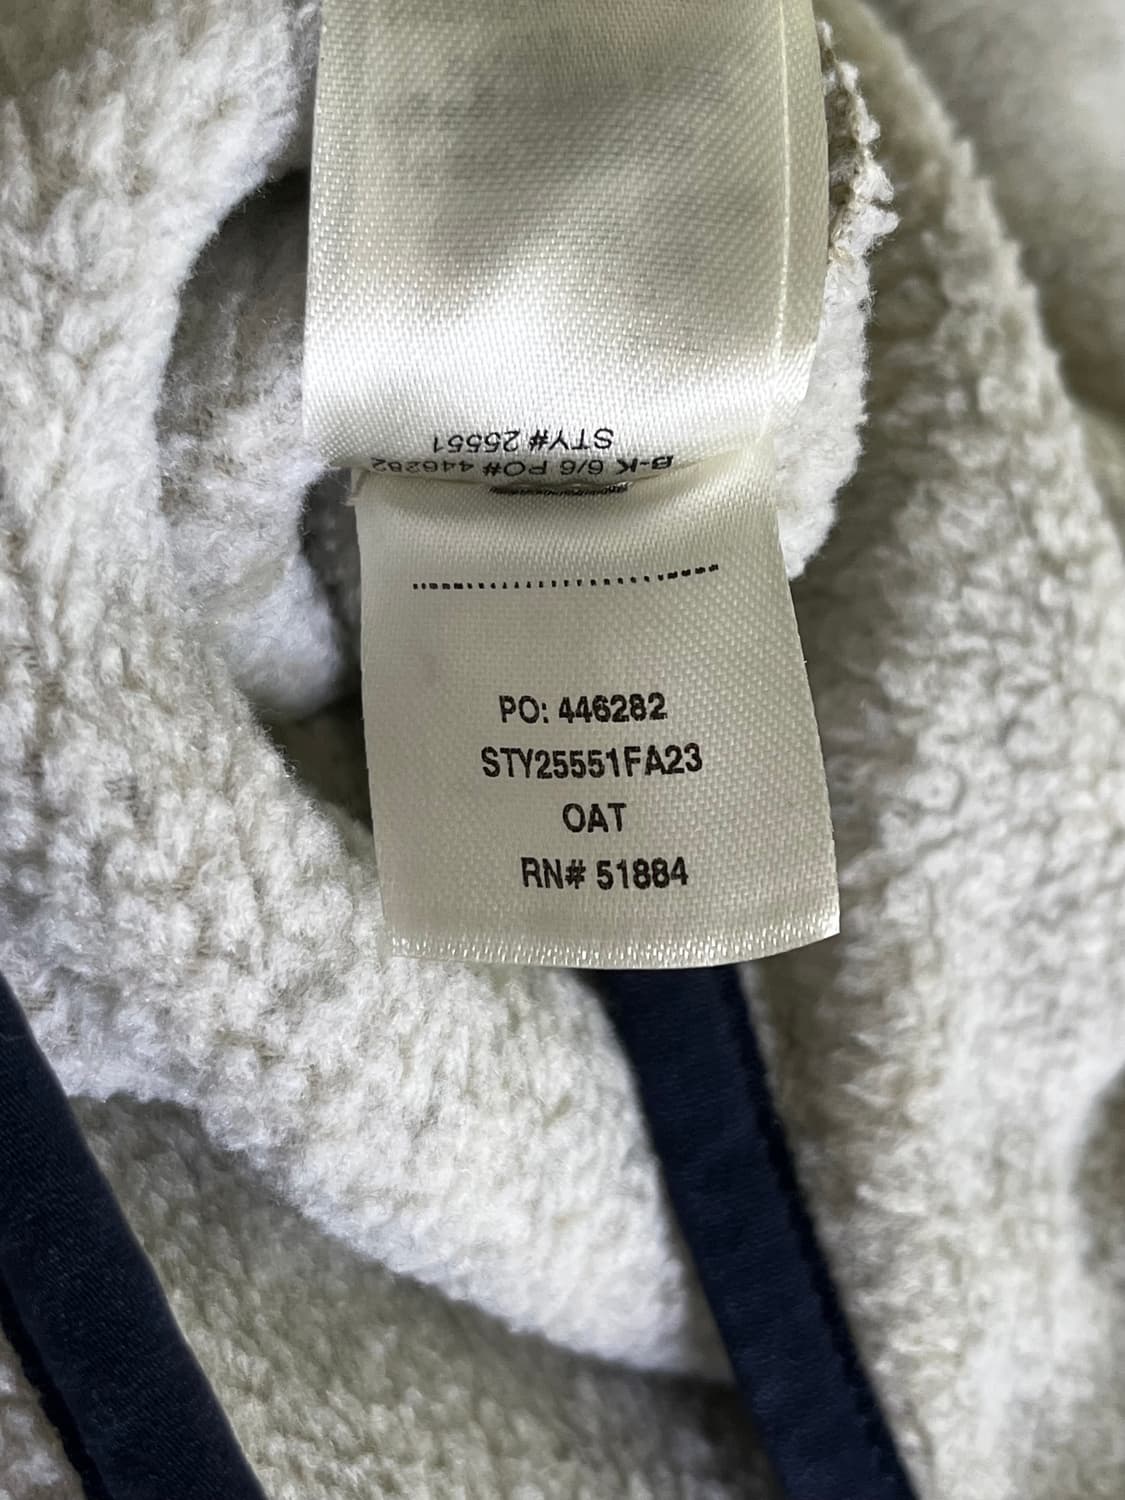 STY# 25551
B-K 6/6 PO# 446282
PO: 446282
STY25551FA23
OAT
RN# 51884